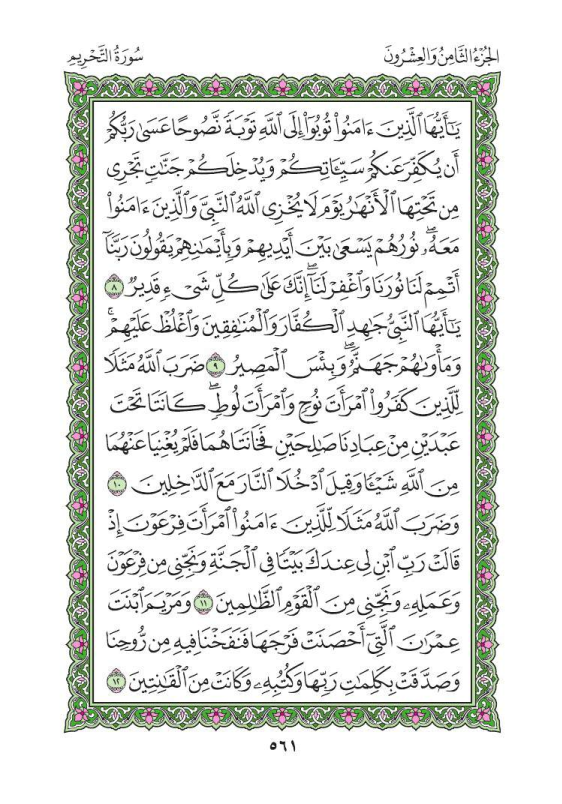 الجُزْءُ الثَّامِنُ وَالعِشْرُونَ
سُورَةُ التَّحْرِيمِ
يَٰٓأَيُّهَا ٱلَّذِينَ ءَامَنُوا۟ تُوبُوٓا۟ إِلَى ٱللَّهِ تَوْبَةً نَّصُوحًا عَسَىٰ رَبُّكُمْ
أَن يُكَفِّرَ عَنكُمْ سَيِّـَٔاتِكُمْ وَيُدْخِلَكُمْ جَنَّٰتٍ تَجْرِى
مِن تَحْتِهَا ٱلْأَنْهَٰرُ يَوْمَ لَا يُخْزِى ٱللَّهُ ٱلنَّبِىَّ وَٱلَّذِينَ ءَامَنُوا۟
مَعَهُۥ ۖ نُورُهُمْ يَسْعَىٰ بَيْنَ أَيْدِيهِمْ وَبِأَيْمَٰنِهِمْ يَقُولُونَ رَبَّنَآ
أَتْمِمْ لَنَا نُورَنَا وَٱغْفِرْ لَنَآ ۖ إِنَّكَ عَلَىٰ كُلِّ شَىْءٍ قَدِيرٌ ٨
يَٰٓأَيُّهَا ٱلنَّبِىُّ جَٰهِدِ ٱلْكُفَّارَ وَٱلْمُنَٰفِقِينَ وَٱغْلُظْ عَلَيْهِمْ ۚ
وَمَأْوَىٰهُمْ جَهَنَّمُ ۖ وَبِئْسَ ٱلْمَصِيرُ ٩ ضَرَبَ ٱللَّهُ مَثَلًا
لِّلَّذِينَ كَفَرُوا۟ ٱمْرَأَتَ نُوحٍ وَٱمْرَأَتَ لُوطٍ ۖ كَانَتَا تَحْتَ
عَبْدَيْنِ مِنْ عِبَادِنَا صَٰلِحَيْنِ فَخَانَتَاهُمَا فَلَمْ يُغْنِيَا عَنْهُمَا
مِنَ ٱللَّهِ شَيْـًٔا وَقِيلَ ٱدْخُلَا ٱلنَّارَ مَعَ ٱلدَّٰخِلِينَ ١٠
وَضَرَبَ ٱللَّهُ مَثَلًا لِّلَّذِينَ ءَامَنُوا۟ ٱمْرَأَتَ فِرْعَوْنَ إِذْ
قَالَتْ رَبِّ ٱبْنِ لِى عِندَكَ بَيْتًا فِى ٱلْجَنَّةِ وَنَجِّنِى مِن فِرْعَوْنَ
وَعَمَلِهِۦ وَنَجِّنِى مِنَ ٱلْقَوْمِ ٱلظَّٰلِمِينَ ١١ وَمَرْيَمَ ٱبْنَتَ
عِمْرَٰنَ ٱلَّتِىٓ أَحْصَنَتْ فَرْجَهَا فَنَفَخْنَا فِيهِ مِن رُّوحِنَا
وَصَدَّقَتْ بِكَلِمَٰتِ رَبِّهَا وَكُتُبِهِۦ وَكَانَتْ مِنَ ٱلْقَٰنِتِينَ ١٢
٥٦١